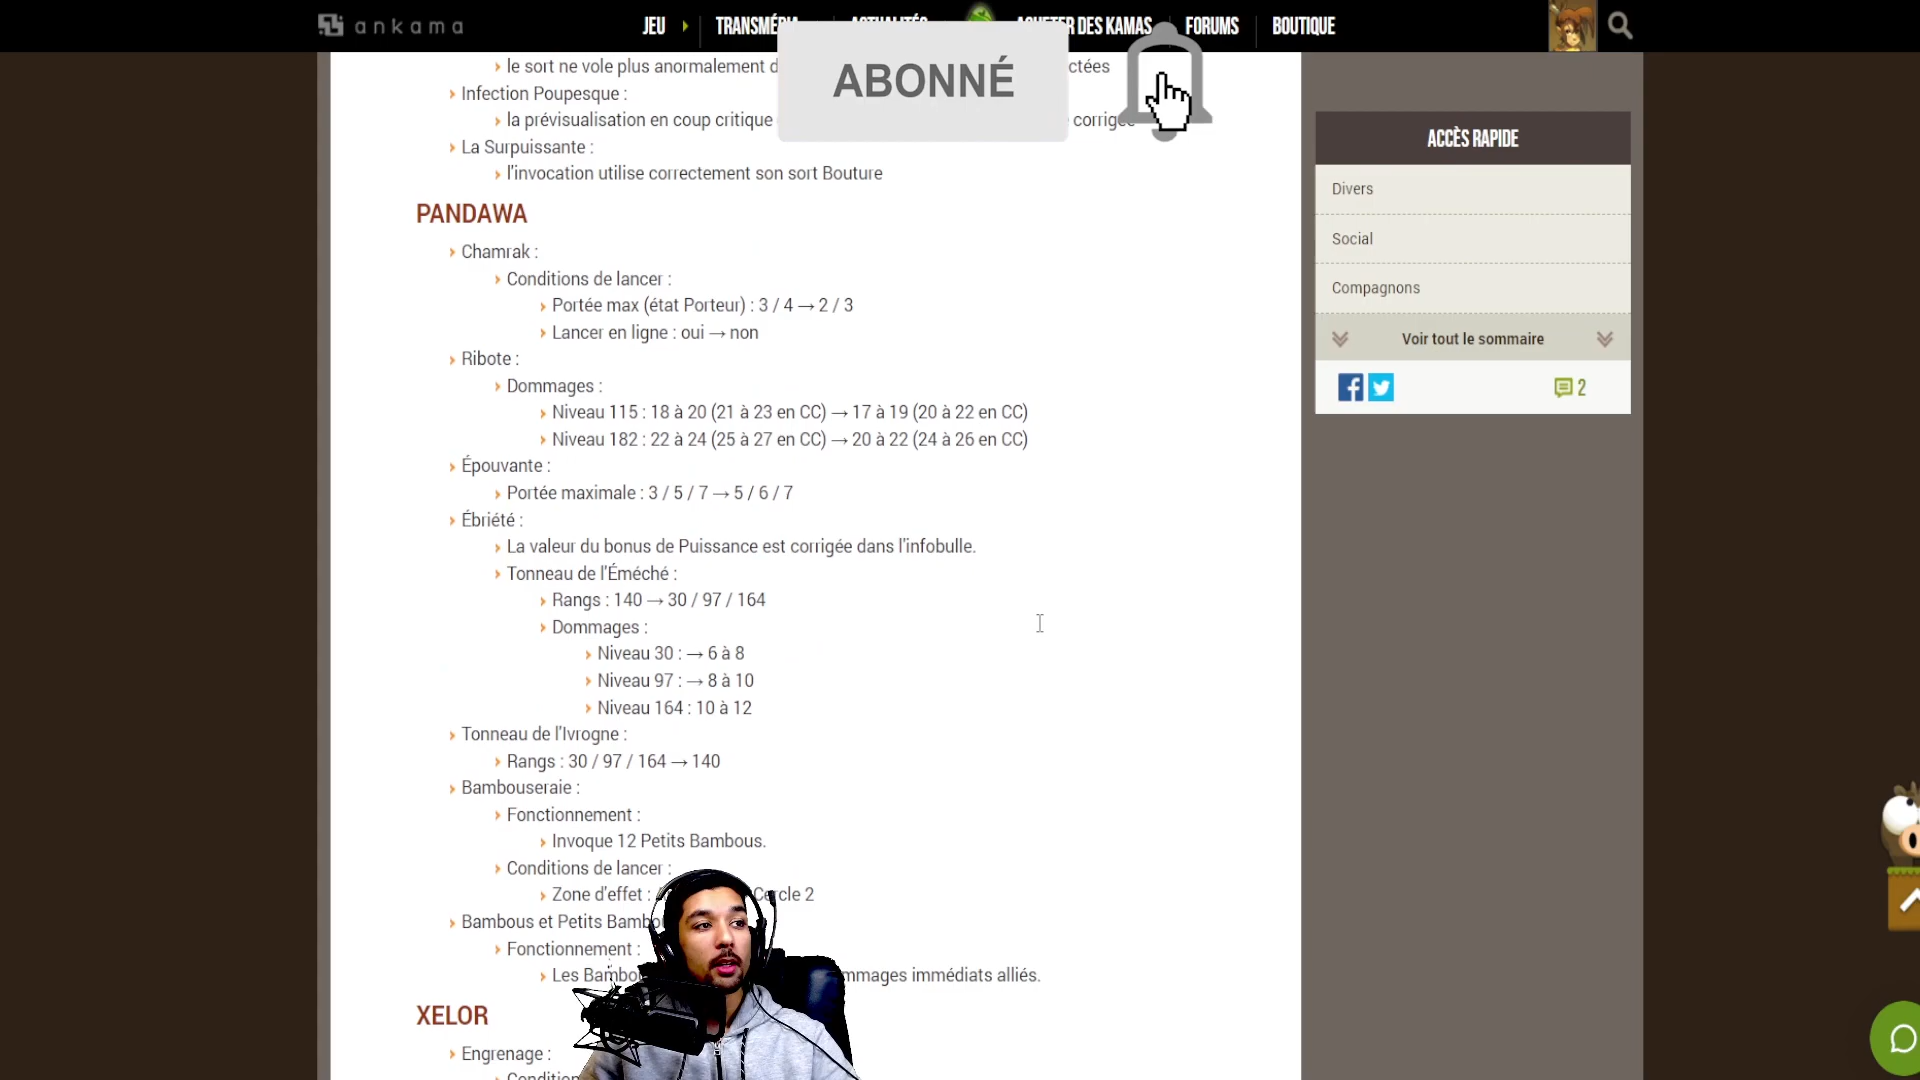 ankama
JEU
TRANSMÉDIA
ACTUALITÉS
ACHETER DES KAMAS
FORUMS
BOUTIQUE
ABONNÉ
le sort ne vole plus anormalement d
ctées
Infection Poupesque :
la prévisualisation en coup critique
corrigée
La Surpuissante :
l'invocation utilise correctement son sort Bouture
PANDAWA
Chamrak :
Conditions de lancer :
Portée max (état Porteur) : 3 / 4 → 2 / 3
Lancer en ligne : oui → non
Ribote :
Dommages :
Niveau 115 : 18 à 20 (21 à 23 en CC) → 17 à 19 (20 à 22 en CC)
Niveau 182 : 22 à 24 (25 à 27 en CC) → 20 à 22 (24 à 26 en CC)
Épouvante :
Portée maximale : 3 / 5 / 7 → 5 / 6 / 7
Ébriété :
La valeur du bonus de Puissance est corrigée dans l'infobulle.
Tonneau de l'Éméché :
Rangs : 140 → 30 / 97 / 164
Dommages :
Niveau 30 : → 6 à 8
Niveau 97 : → 8 à 10
Niveau 164 : 10 à 12
Tonneau de l'Ivrogne :
Rangs : 30 / 97 / 164 → 140
Bambouseraie :
Fonctionnement :
Invoque 12 Petits Bambous.
Conditions de lancer :
Zone d'effet : Cercle 2
Bambous et Petits Bambou
Fonctionnement :
Les Bambou mmages immédiats alliés.
XELOR
Engrenage :
Condition
ACCÈS RAPIDE
Divers
Social
Compagnons
Voir tout le sommaire
2